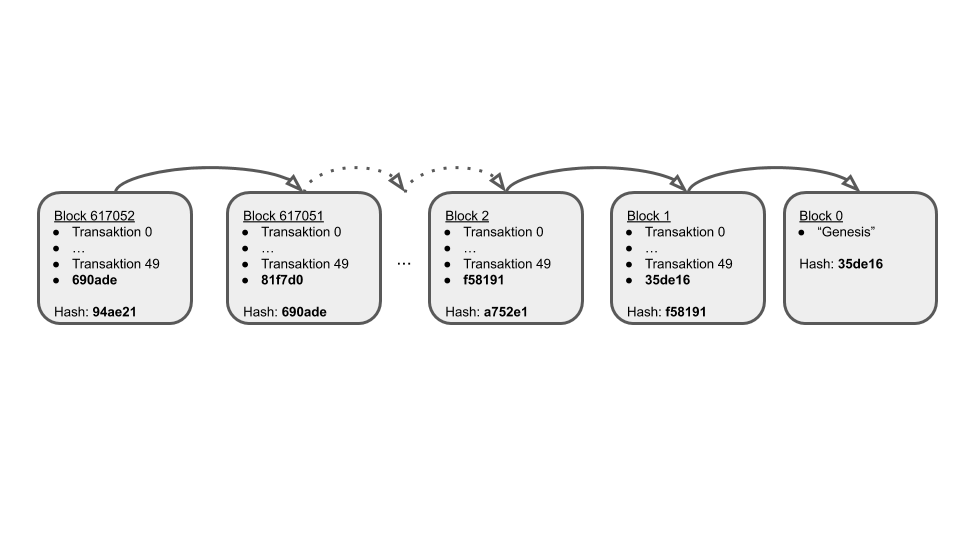 Block 617052
● Transaktion 0
● …
● Transaktion 49
● 690ade
Hash: 94ae21
Block 617051
● Transaktion 0
● …
● Transaktion 49
● 81f7d0
Hash: 690ade
...
Block 2
● Transaktion 0
● …
● Transaktion 49
● f58191
Hash: a752e1
Block 1
● Transaktion 0
● …
● Transaktion 49
● 35de16
Hash: f58191
Block 0
● “Genesis”
Hash: 35de16